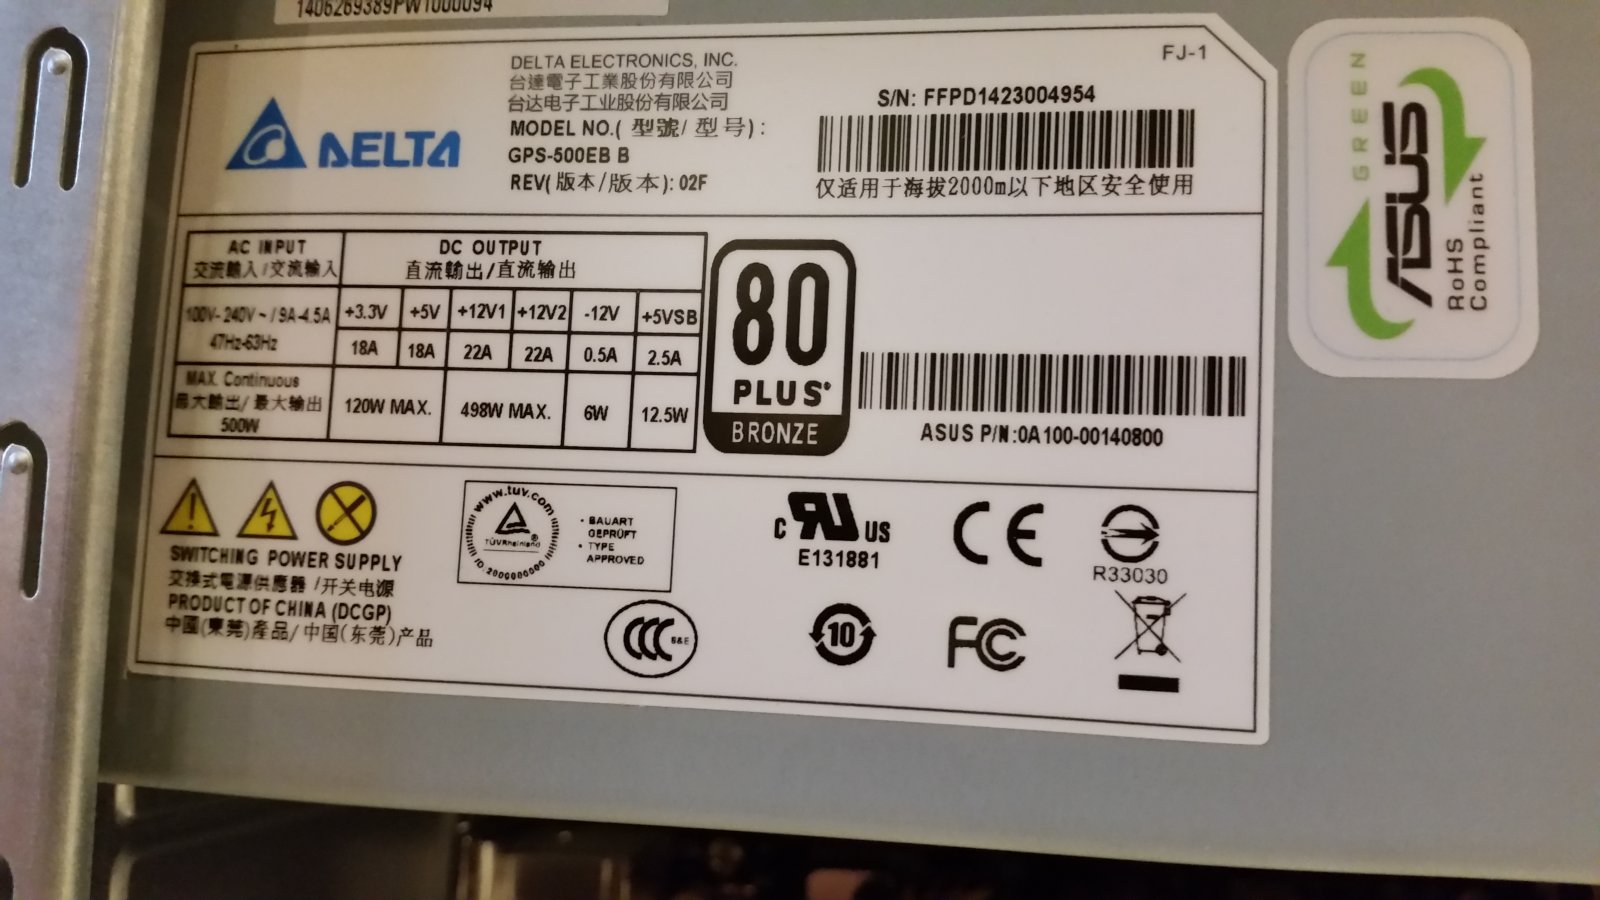 1406269389PW1000094
DELTA
DELTA ELECTRONICS, INC.
台達電子工業股份有限公司
台达电子工业股份有限公司
MODEL NO.( 型號/ 型号) :
GPS-500EB B
REV( 版本/版本): 02F
FJ-1
S/N: FFPD1423004954
仅适用于海拔2000m以下地区安全使用
GREEN
ASUS
RoHS
Compliant
AC INPUT
交流輸入/交流输入
DC OUTPUT
直流輸出/直流输出
100V- 240V ~ / 9A-4.5A
47Hz-63Hz
+3.3V +5V +12V1 +12V2 -12V +5VSB
18A 18A 22A 22A 0.5A 2.5A
MAX. Continuous
最大輸出/ 最大输出
500W
120W MAX. 498W MAX. 6W 12.5W
80
PLUS®
BRONZE
ASUS P/N:0A100-00140800
SWITCHING POWER SUPPLY
交換式電源供應器 /开关电源
PRODUCT OF CHINA (DCGP)
中國(東莞)產品/ 中国(东莞)产品
www.tuv.com
TÜVRheinland®
ID:2000000000
• BAUART
GEPRÜFT
• TYPE
APPROVED
C RU US
E131881
CE
R33030
CCC S&E
10
FC